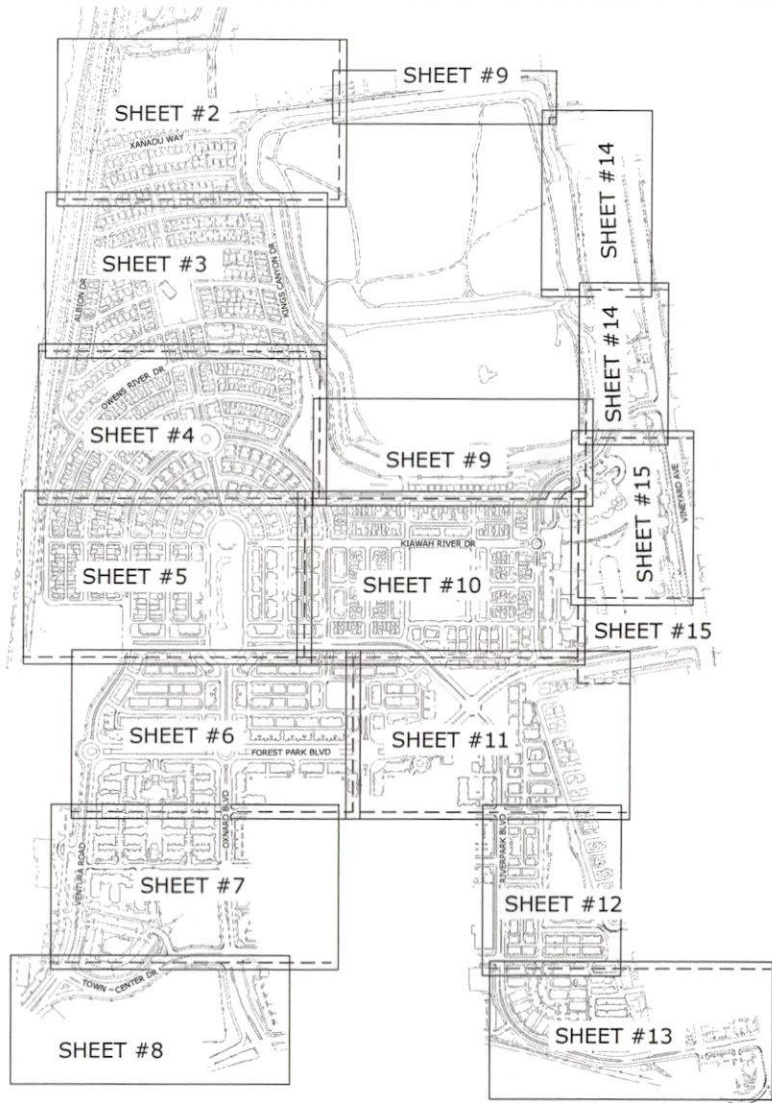 SHEET #9
SHEET #2
XANADU WAY
SHEET #14
SHEET #3
KINGS CANYON DR
ALBION DR
SHEET #14
OWENS RIVER DR
SHEET #4
SHEET #9
SHEET #15
VINEYARD AVE
KIAWAH RIVER DR
SHEET #5
SHEET #10
SHEET #15
SHEET #6
SHEET #11
FOREST PARK BLVD
OXNARD BLVD
RIVERPARK BLVD
VENTURA ROAD
SHEET #7
SHEET #12
TOWN CENTER DR
SHEET #13
SHEET #8